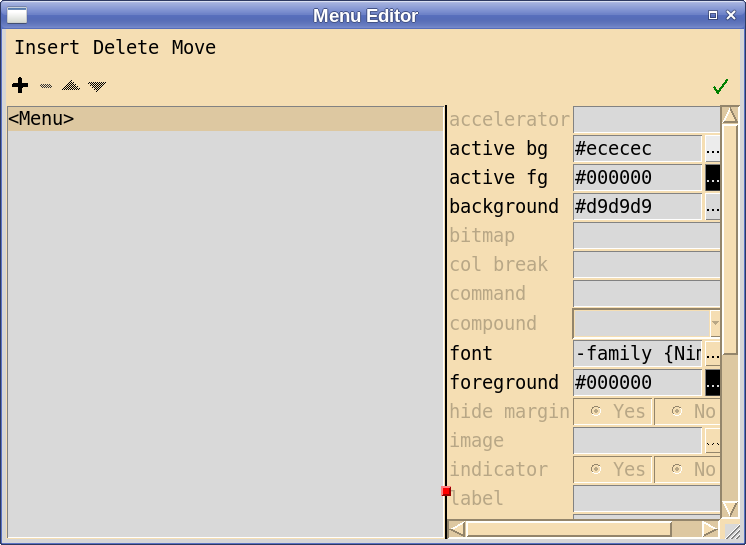 Menu Editor
Insert Delete Move
<Menu>
accelerator
active bg #ececec ...
active fg #000000 ...
background #d9d9d9 ...
bitmap
col break
command
compound
font -family {Nim ...
foreground #000000 ...
hide margin Yes No
image ...
indicator Yes No
label